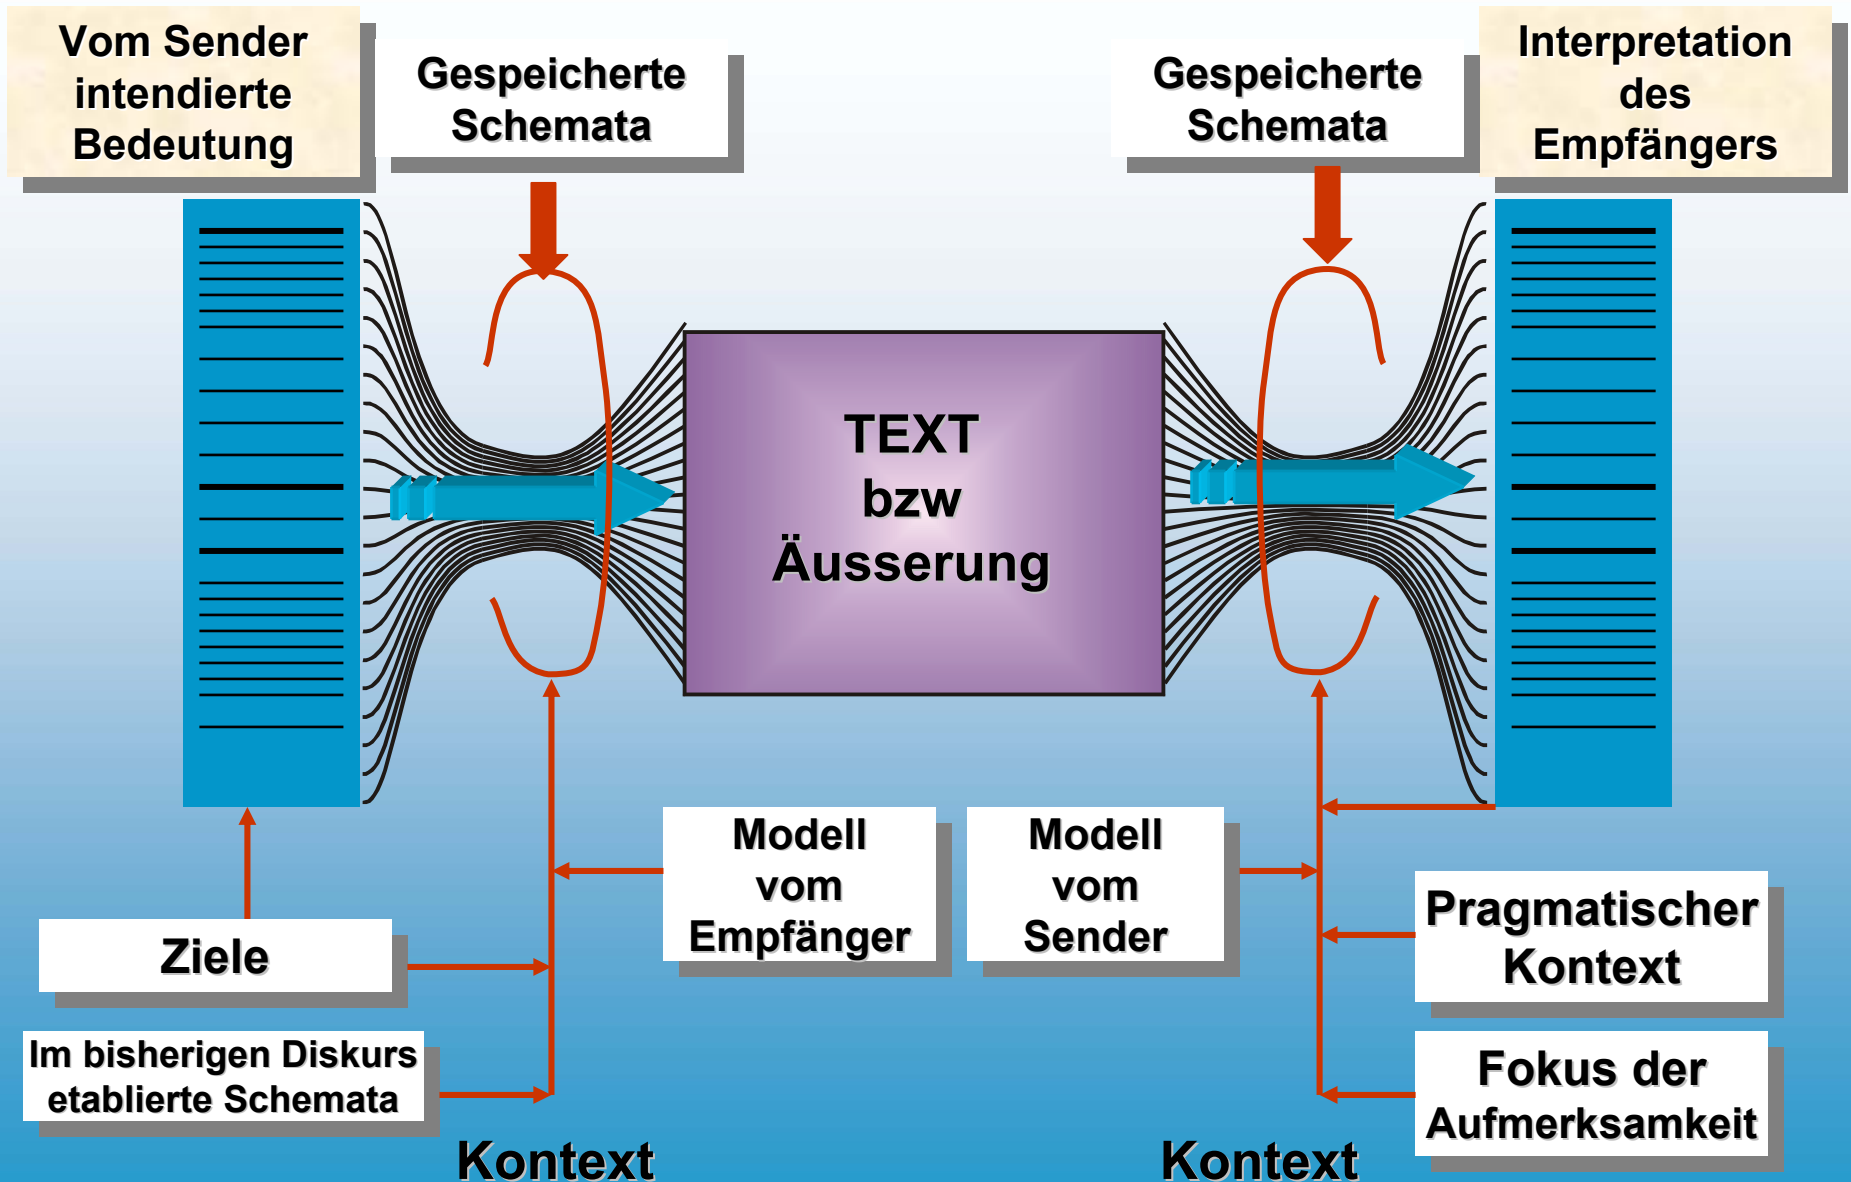 Vom Sender
intendierte
Bedeutung
Gespeicherte
Schemata
Gespeicherte
Schemata
Interpretation
des
Empfängers
TEXT
bzw
Äusserung
Modell
vom
Empfänger
Modell
vom
Sender
Ziele
Pragmatischer
Kontext
Im bisherigen Diskurs
etablierte Schemata
Fokus der
Aufmerksamkeit
Kontext
Kontext